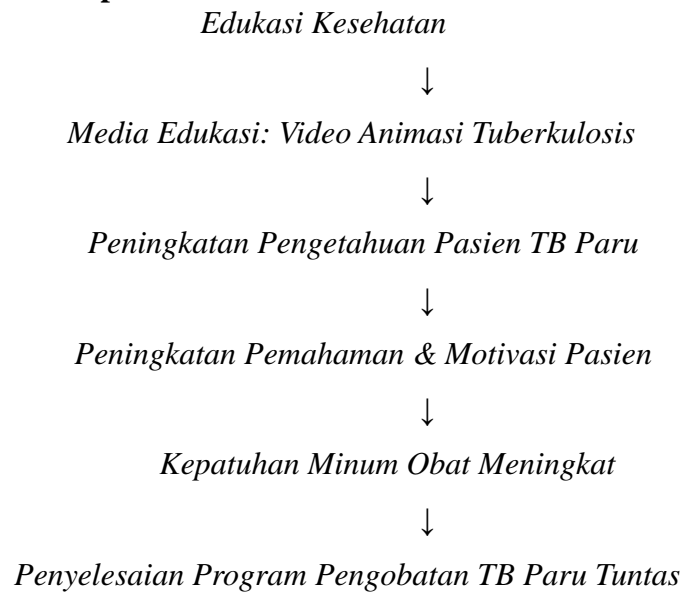 Edukasi Kesehatan
↓
Media Edukasi: Video Animasi Tuberkulosis
↓
Peningkatan Pengetahuan Pasien TB Paru
↓
Peningkatan Pemahaman & Motivasi Pasien
↓
Kepatuhan Minum Obat Meningkat
↓
Penyelesaian Program Pengobatan TB Paru Tuntas